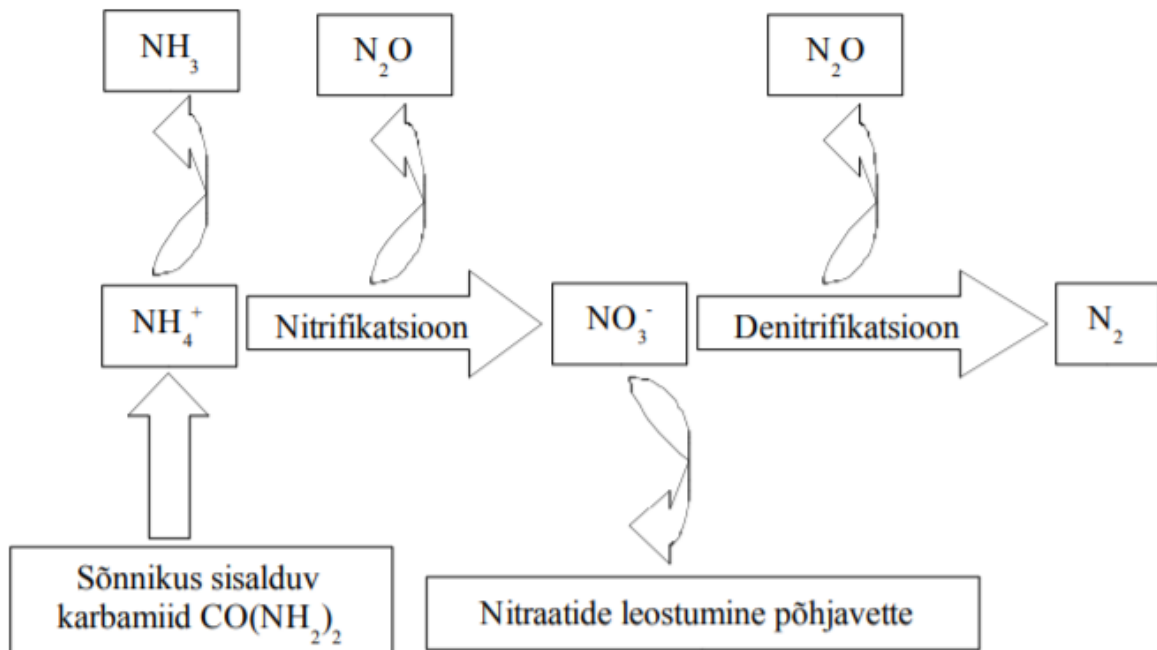 NH₃
N₂O
N₂O
NH₄⁺
Nitrifikatsioon
NO₃⁻
Denitrifikatsioon
N₂
Sõnnikus sisalduv
karbamiid CO(NH₂)₂
Nitraatide leostumine põhjavette